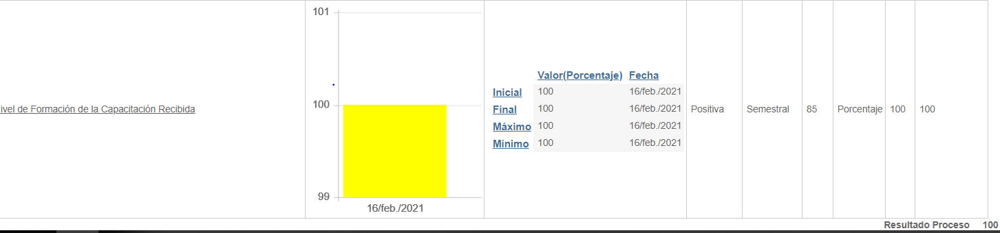 101
100
99
16/feb./2021
ivel de Formación de la Capacitación Recibida
Valor(Porcentaje) Fecha
Inicial 100 16/feb./2021
Final 100 16/feb./2021
Máximo 100 16/feb./2021
Mínimo 100 16/feb./2021
Positiva Semestral 85 Porcentaje 100 100
Resultado Proceso 100